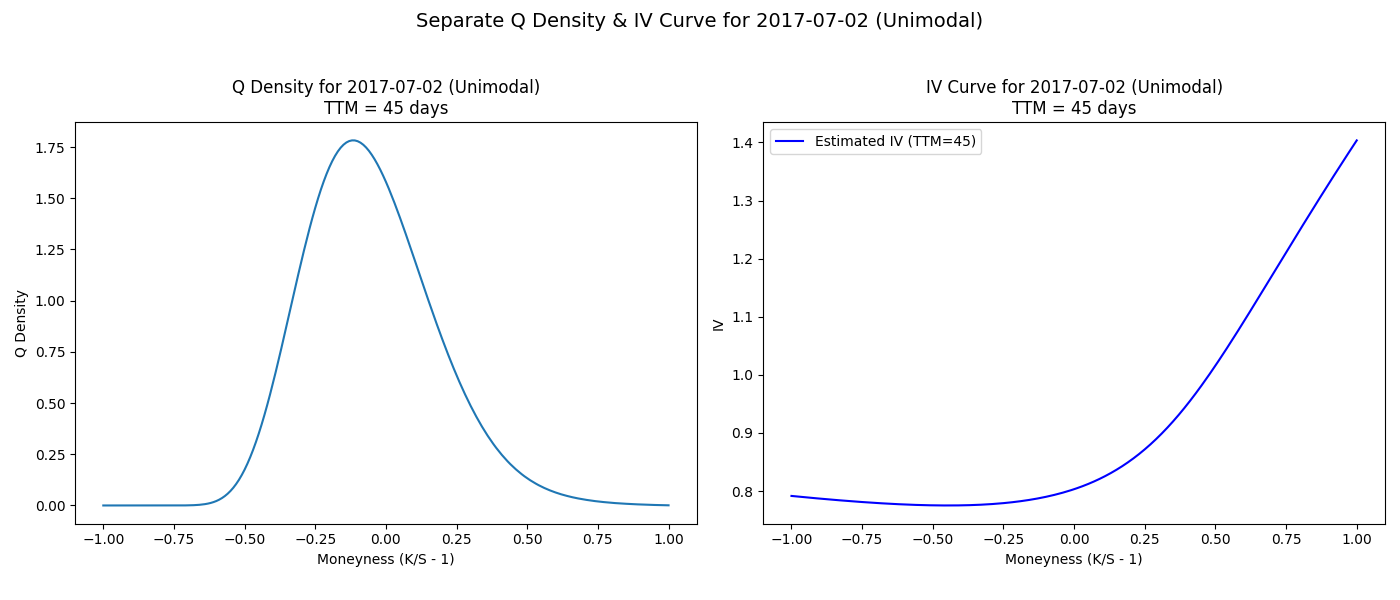 Separate Q Density & IV Curve for 2017-07-02 (Unimodal)
Q Density for 2017-07-02 (Unimodal)
TTM = 45 days
1.75
1.50
1.25
1.00
0.75
0.50
0.25
0.00
Q Density
−1.00 −0.75 −0.50 −0.25 0.00 0.25 0.50 0.75 1.00
Moneyness (K/S - 1)
IV Curve for 2017-07-02 (Unimodal)
TTM = 45 days
Estimated IV (TTM=45)
1.4
1.3
1.2
1.1
1.0
0.9
0.8
IV
−1.00 −0.75 −0.50 −0.25 0.00 0.25 0.50 0.75 1.00
Moneyness (K/S - 1)